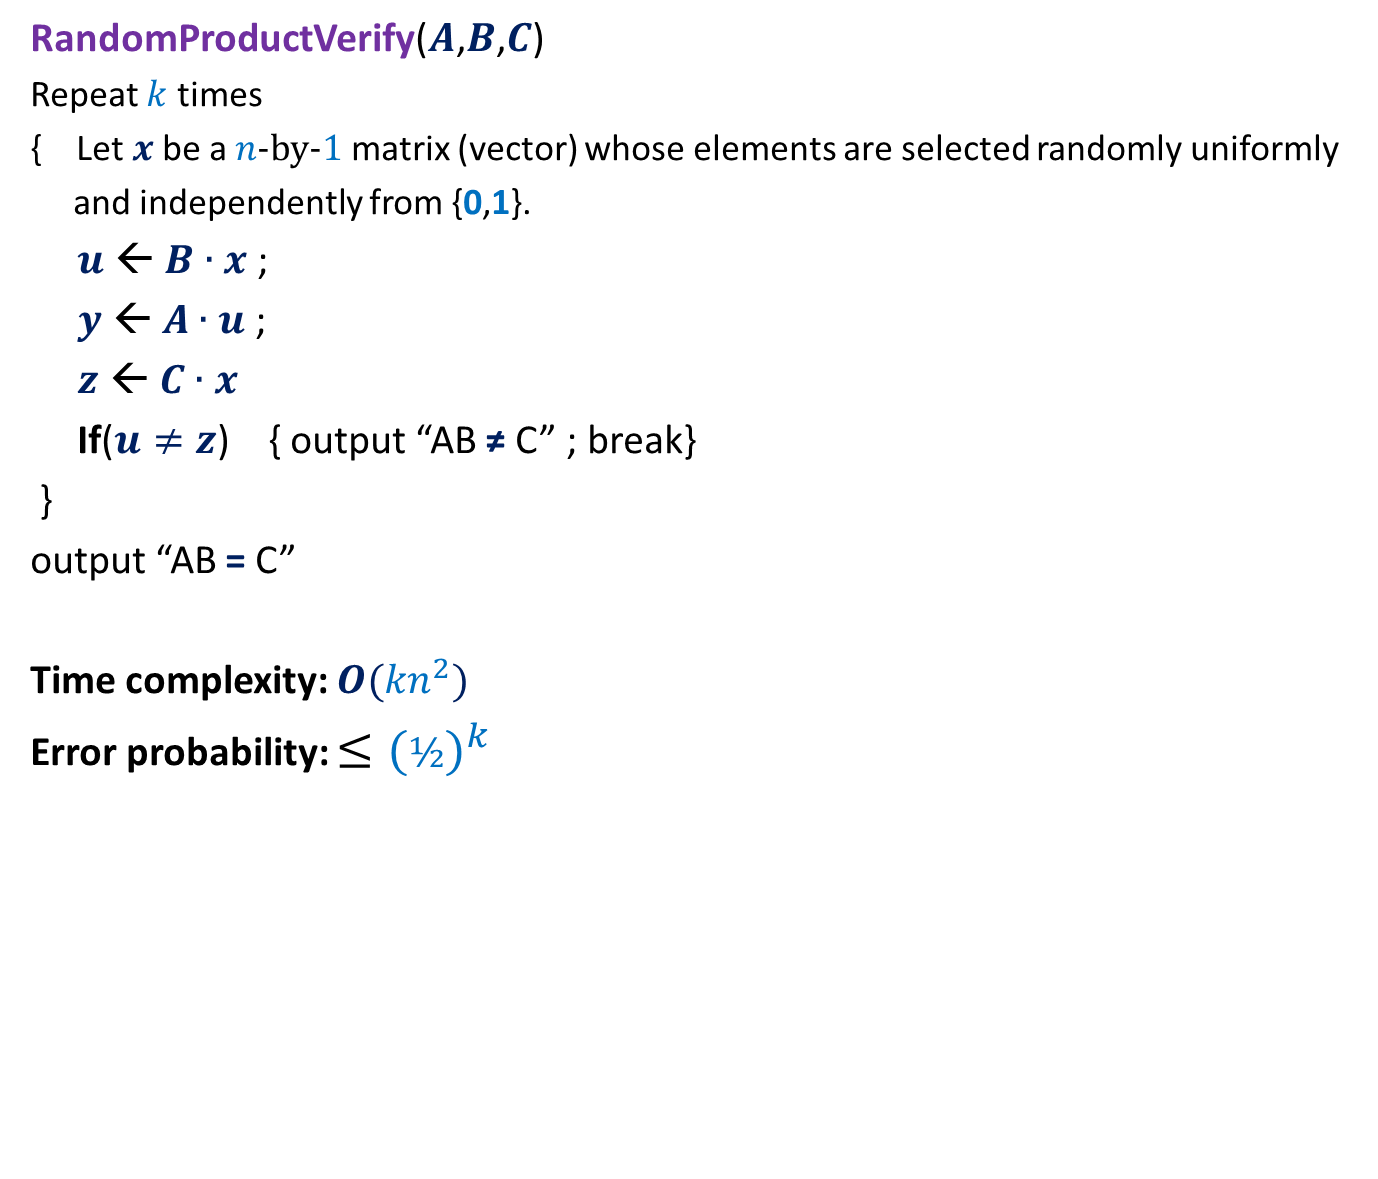 RandomProductVerify(A,B,C)
Repeat k times
{ Let x be a n-by-1 matrix (vector) whose elements are selected randomly uniformly
and independently from {0,1}.
u ← B · x ;
y ← A · u ;
z ← C · x
If(u ≠ z) { output “AB ≠ C” ; break}
}
output “AB = C”
Time complexity: O(kn²)
Error probability: ≤ (½)ᵏ